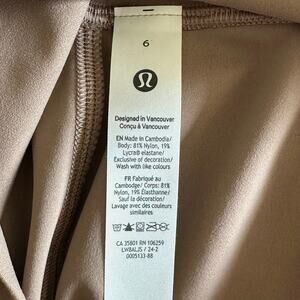 6
Designed in Vancouver
Conçu à Vancouver
EN Made in Cambodia/
Body: 81% Nylon, 19%
Lycra® elastane/
Exclusive of decoration/
Wash with like colours
FR Fabriqué au
Cambodge/ Corps: 81%
Nylon, 19% Élasthanne/
Sauf la décoration/
Lavage avec des couleurs
similaires
CA 35801 RN 106259
LW8ALJS / 24-2
0005133-88